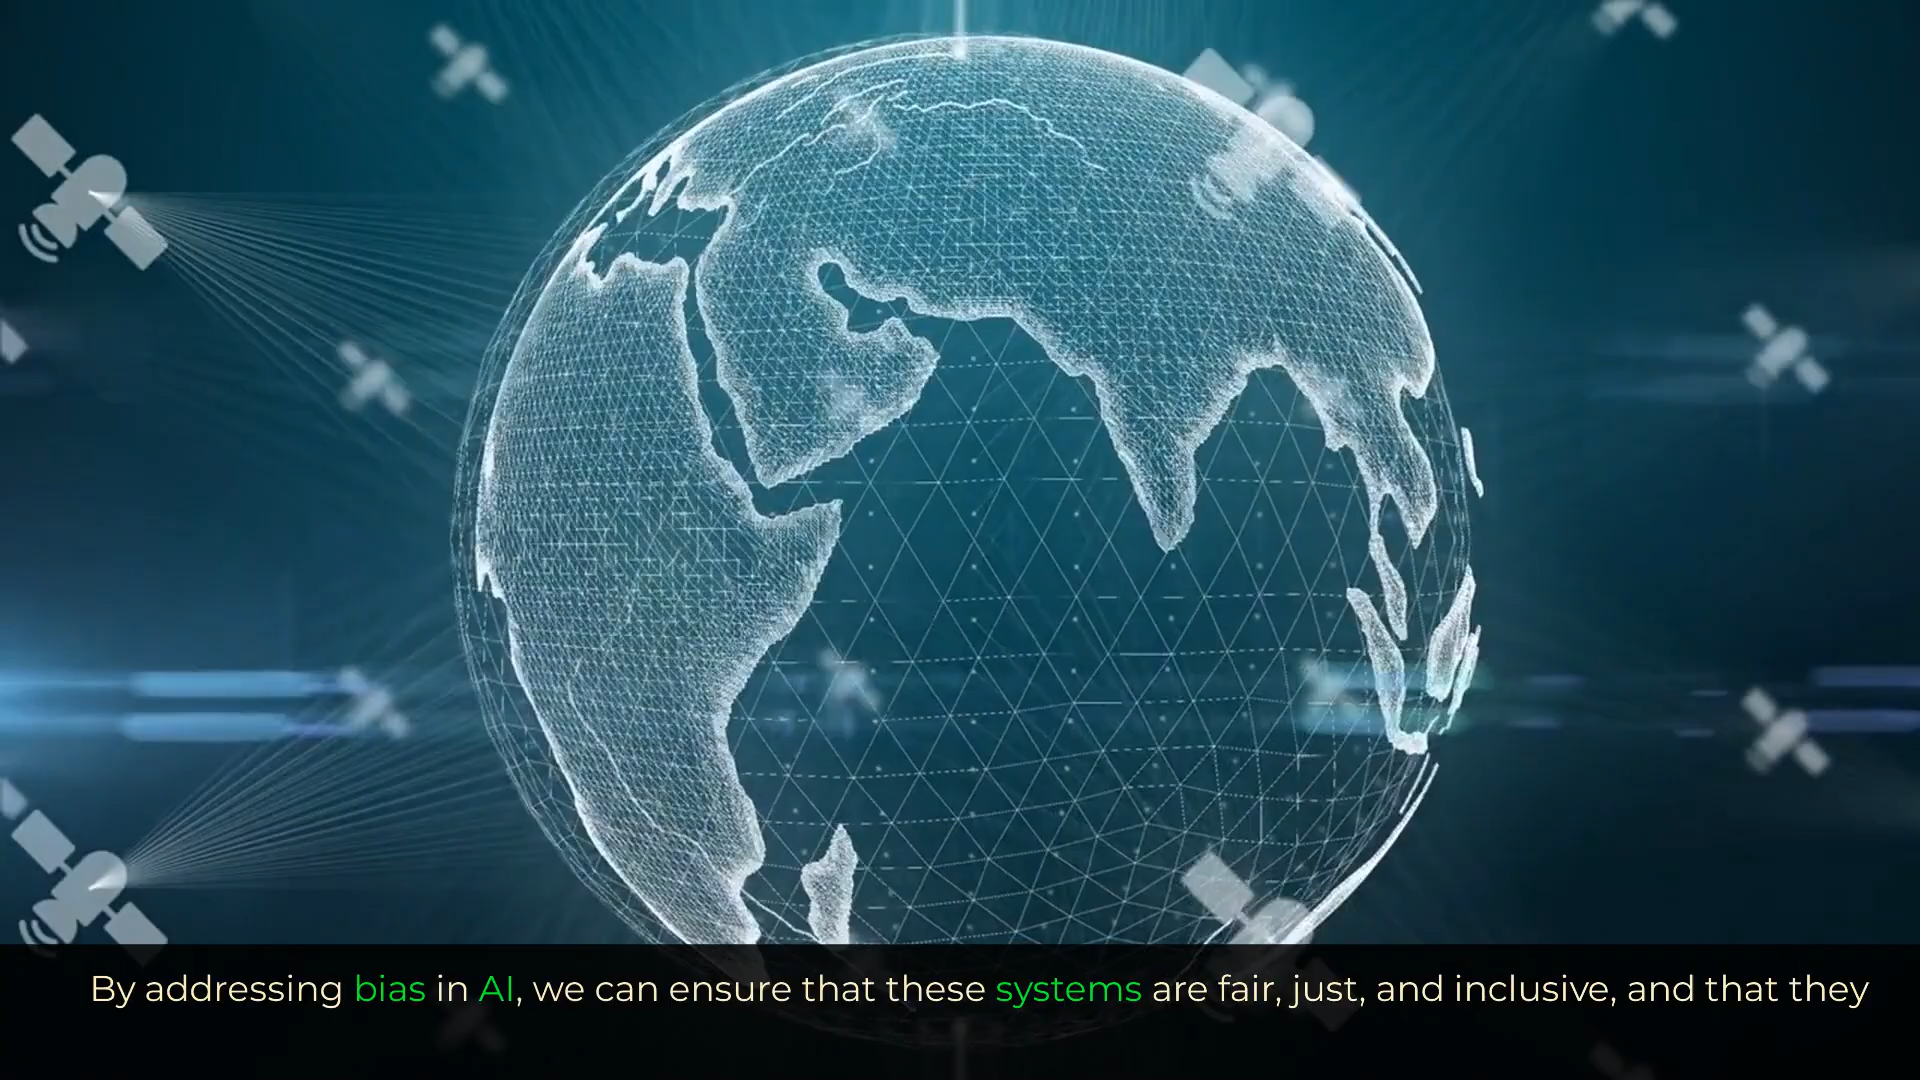 By addressing bias in AI, we can ensure that these systems are fair, just, and inclusive, and that they